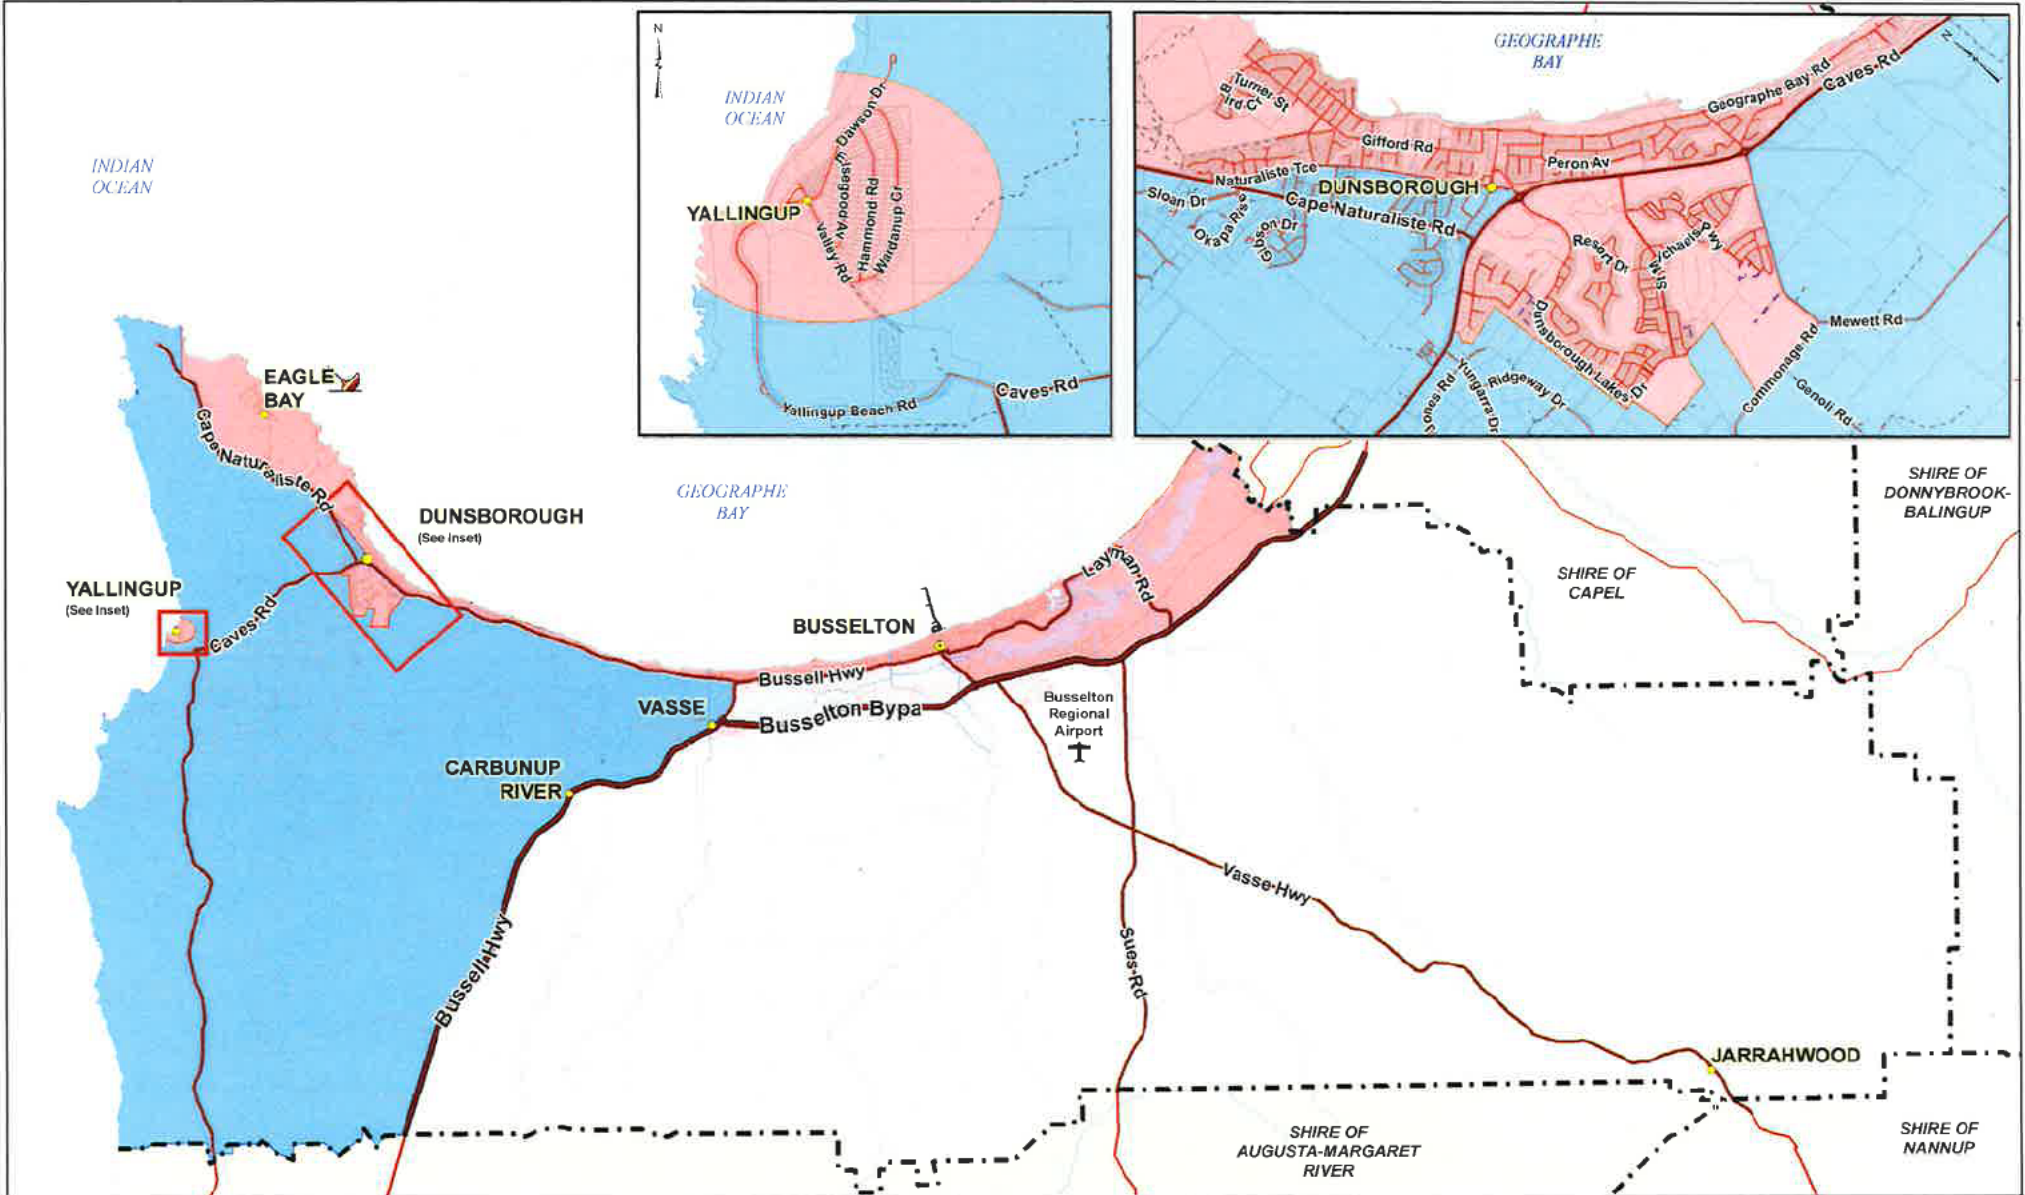 N
INDIAN
OCEAN
YALLINGUP
Dawson Dr
Isegood Av
Hammond Rd
Wardanup Cr
Valley Rd
Yallingup Beach Rd
Caves Rd
GEOGRAPHE
BAY
N
Turner St
Gifford Rd
Geographe Bay Rd
Caves Rd
Peron Av
Naturaliste Tce
DUNSBOROUGH
Sloan Dr
Okapa Rise
Gibson Dr
Cape Naturaliste Rd
Resort Dr
Dunsborough Lakes Dr
Mewett Rd
Commonage Rd
Genoli Rd
Jones Rd
Yungarra Dr
Ridgeway Dr
INDIAN
OCEAN
EAGLE
BAY
Cape Naturaliste Rd
GEOGRAPHE
BAY
DUNSBOROUGH
(See Inset)
YALLINGUP
(See Inset)
Caves Rd
BUSSELTON
Layman Rd
Bussell Hwy
VASSE
Busselton Bypa
Busselton
Regional
Airport
CARBUNUP
RIVER
Bussell Hwy
Vasse Hwy
Sues Rd
JARRAHWOOD
SHIRE OF
CAPEL
SHIRE OF
DONNYBROOK-
BALINGUP
SHIRE OF
AUGUSTA-MARGARET
RIVER
SHIRE OF
NANNUP